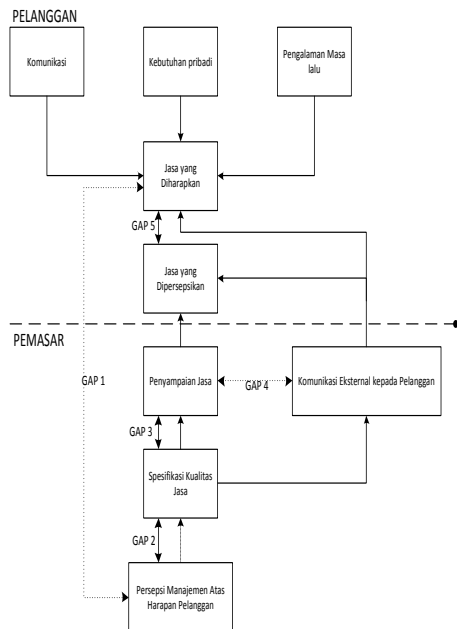 PELANGGAN
Komunikasi
Kebutuhan pribadi
Pengalaman Masa
lalu
Jasa yang
Diharapkan
GAP 5
Jasa yang
Dipersepsikan
PEMASAR
GAP 1
Penyampaian Jasa
GAP 4
Komunikasi Eksternal kepada Pelanggan
GAP 3
Spesifikasi Kualitas
Jasa
GAP 2
Persepsi Manajemen Atas
Harapan Pelanggan